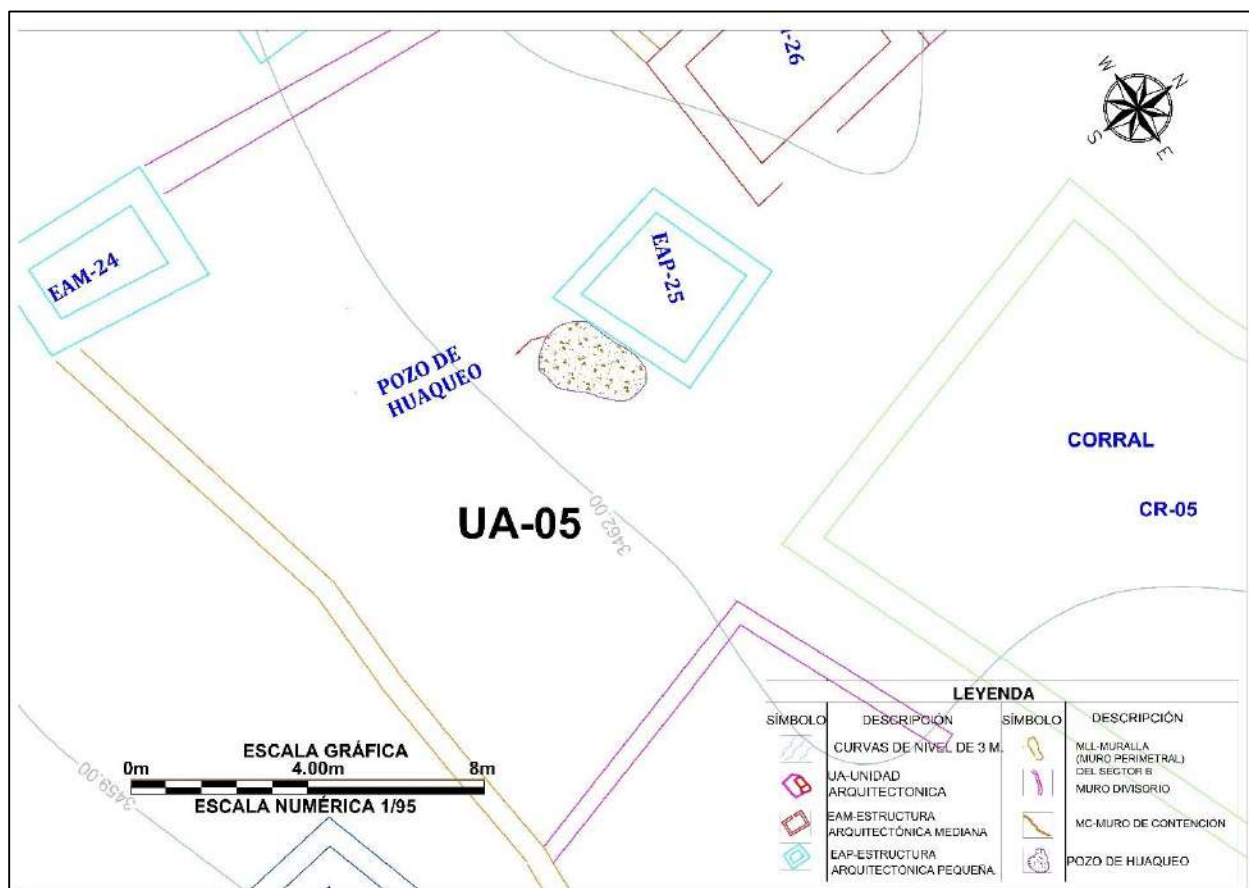 -26
W
N
S
E
EAM-24
EAP-25
POZO DE
HUAQUEO
CORRAL
CR-05
UA-05
3462.00
3459.00
ESCALA GRÁFICA
0m 4.00m 8m
ESCALA NUMÉRICA 1/95
LEYENDA
SÍMBOLO DESCRIPCIÓN SÍMBOLO DESCRIPCIÓN
CURVAS DE NIVEL DE 3 M.
UA-UNIDAD
ARQUITECTONICA
EAM-ESTRUCTURA
ARQUITECTÓNICA MEDIANA
EAP-ESTRUCTURA
ARQUITECTÓNICA PEQUEÑA.
MLL-MURALLA
(MURO PERIMETRAL)
DEL SECTOR B
MURO DIVISORIO
MC-MURO DE CONTENCION
POZO DE HUAQUEO